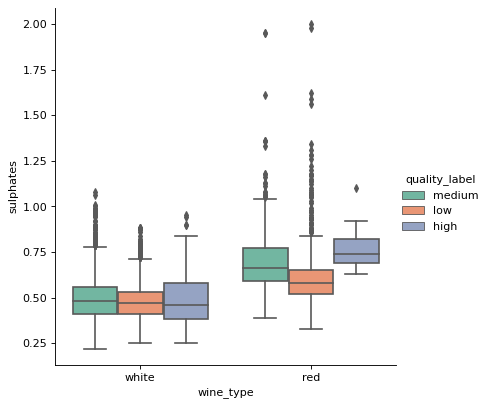 2.00
1.75
1.50
1.25
1.00
0.75
0.50
0.25
sulphates
white
red
wine_type
quality_label
medium
low
high